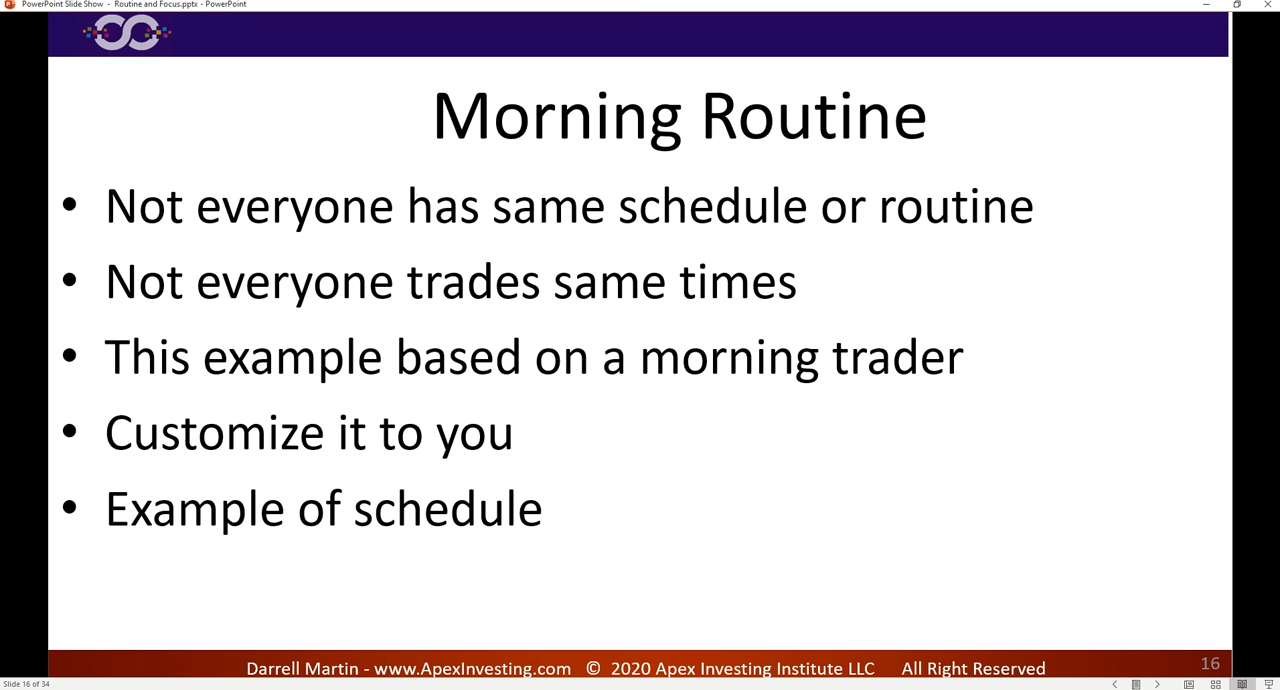 PowerPoint Slide Show - Routine and Focus.pptx - PowerPoint
Morning Routine
• Not everyone has same schedule or routine
• Not everyone trades same times
• This example based on a morning trader
• Customize it to you
• Example of schedule
Darrell Martin - www.ApexInvesting.com © 2020 Apex Investing Institute LLC All Right Reserved
16
Slide 16 of 34